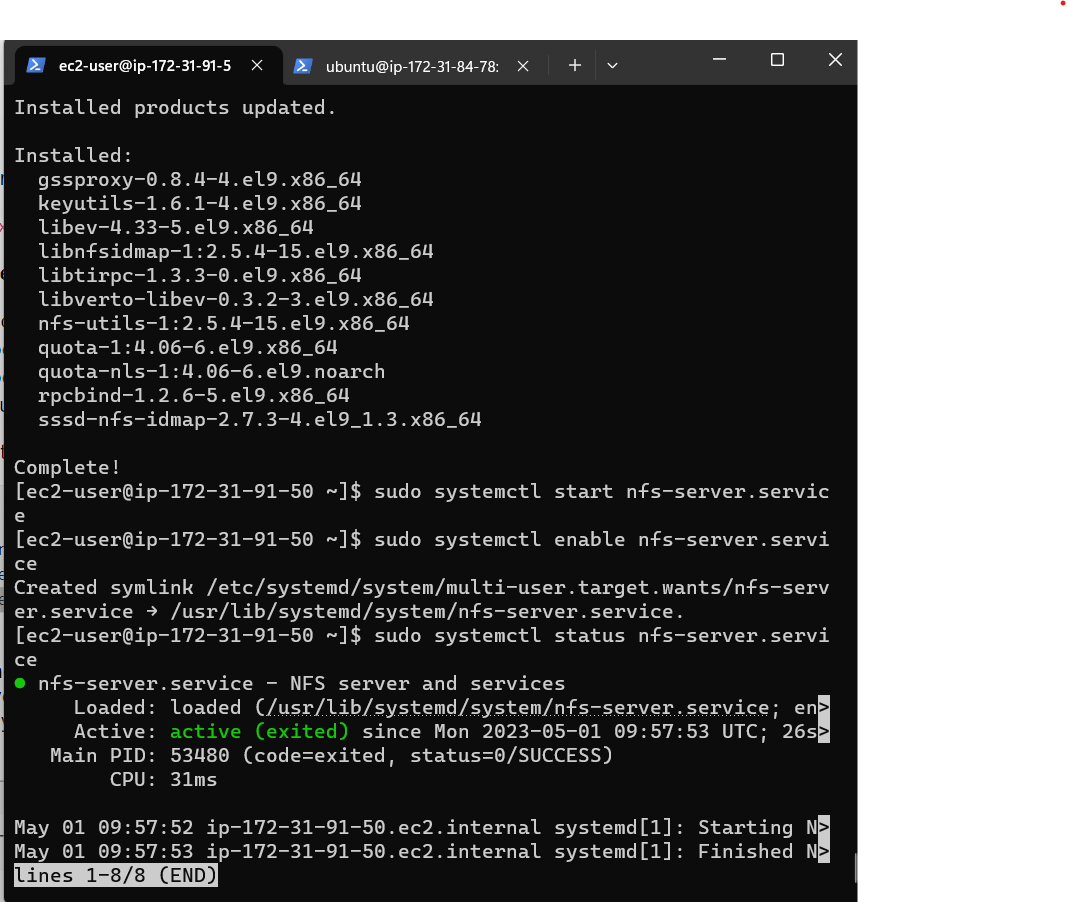 ec2-user@ip-172-31-91-5
ubuntu@ip-172-31-84-78:
Installed products updated.
Installed:
gssproxy-0.8.4-4.el9.x86_64
keyutils-1.6.1-4.el9.x86_64
libev-4.33-5.el9.x86_64
libnfsidmap-1:2.5.4-15.el9.x86_64
libtirpc-1.3.3-0.el9.x86_64
libverto-libev-0.3.2-3.el9.x86_64
nfs-utils-1:2.5.4-15.el9.x86_64
quota-1:4.06-6.el9.x86_64
quota-nls-1:4.06-6.el9.noarch
rpcbind-1.2.6-5.el9.x86_64
sssd-nfs-idmap-2.7.3-4.el9_1.3.x86_64
Complete!
[ec2-user@ip-172-31-91-50 ~]$ sudo systemctl start nfs-server.servic
e
[ec2-user@ip-172-31-91-50 ~]$ sudo systemctl enable nfs-server.servi
ce
Created symlink /etc/systemd/system/multi-user.target.wants/nfs-serv
er.service → /usr/lib/systemd/system/nfs-server.service.
[ec2-user@ip-172-31-91-50 ~]$ sudo systemctl status nfs-server.servi
ce
● nfs-server.service - NFS server and services
Loaded: loaded (/usr/lib/systemd/system/nfs-server.service; en>
Active: active (exited) since Mon 2023-05-01 09:57:53 UTC; 26s>
Main PID: 53480 (code=exited, status=0/SUCCESS)
CPU: 31ms
May 01 09:57:52 ip-172-31-91-50.ec2.internal systemd[1]: Starting N>
May 01 09:57:53 ip-172-31-91-50.ec2.internal systemd[1]: Finished N>
lines 1-8/8 (END)